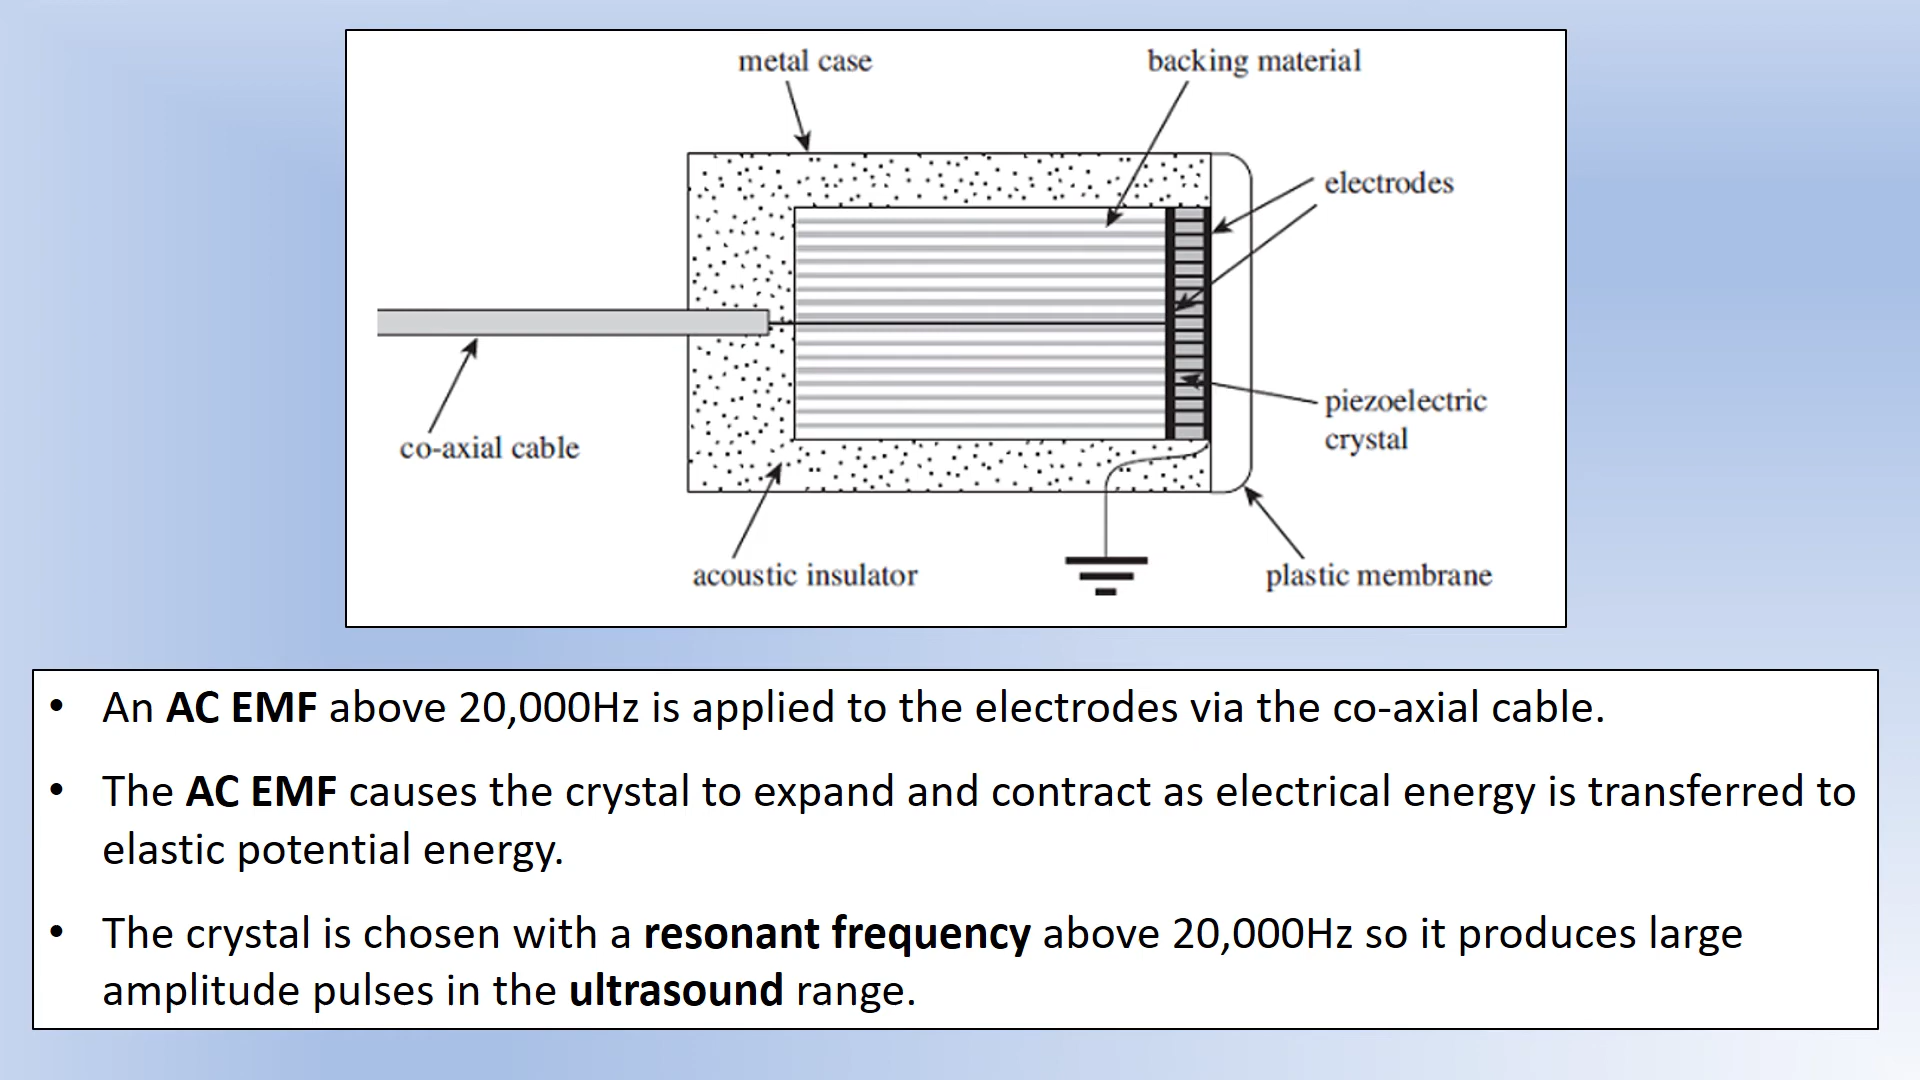 metal case
backing material
electrodes
piezoelectric
crystal
co-axial cable
acoustic insulator
plastic membrane
• An AC EMF above 20,000Hz is applied to the electrodes via the co-axial cable.
• The AC EMF causes the crystal to expand and contract as electrical energy is transferred to
elastic potential energy.
• The crystal is chosen with a resonant frequency above 20,000Hz so it produces large
amplitude pulses in the ultrasound range.